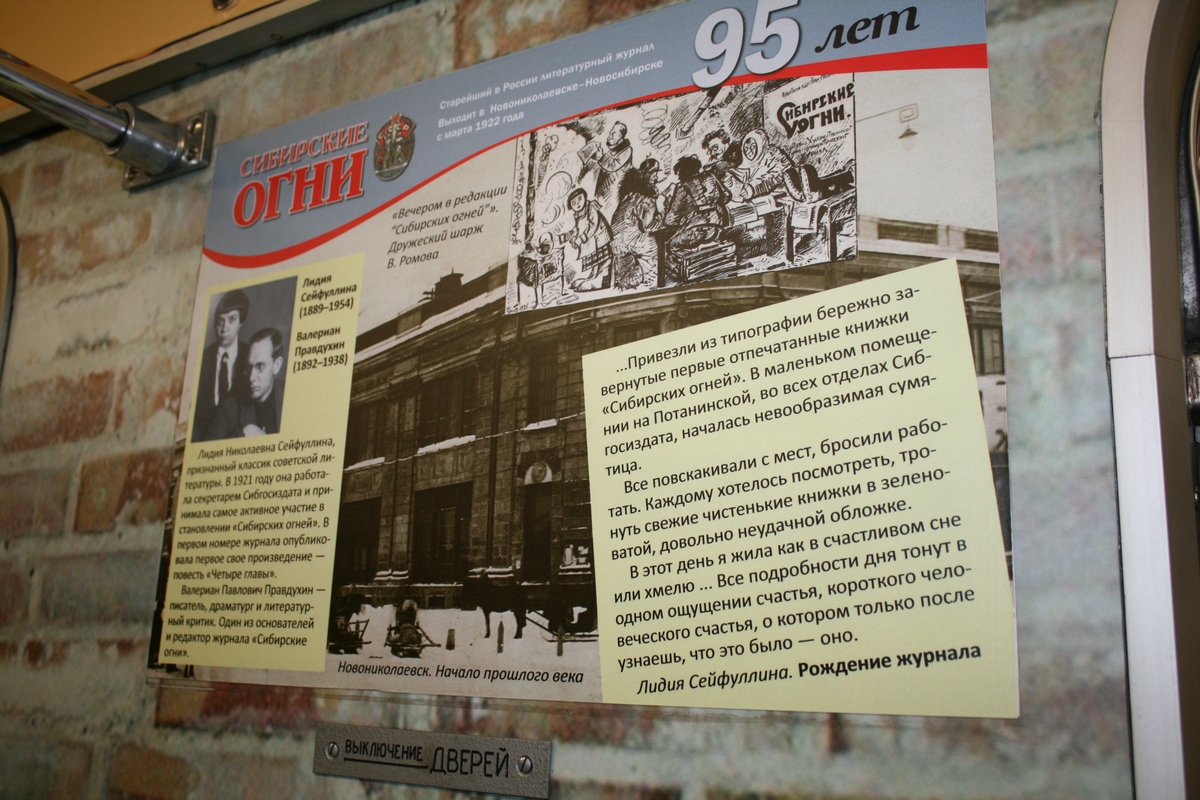 95 лет
Старейший в России литературный журнал
Выходит в Новониколаевске–Новосибирске
с марта 1922 года
СИБИРСКИЕ
ОГНИ
«Вечером в редакции
"Сибирских огней"».
Дружеский шарж
В. Ромова
СИБИРСКИЕ
ОГНИ.
Лидия
Сейфуллина
(1889–1954)
Валериан
Правдухин
(1892–1938)
Лидия Николаевна Сейфуллина,
признанный классик советской ли-
тературы. В 1921 году она работа-
ла секретарем Сибгосиздата и при-
нимала самое активное участие в
становлении «Сибирских огней». В
первом номере журнала опублико-
вала первое свое произведение —
повесть «Четыре главы».
Валериан Павлович Правдухин —
писатель, драматург и литератур-
ный критик. Один из основателей
и редактор журнала «Сибирские
огни».
...Привезли из типографии бережно за-
вернутые первые отпечатанные книжки
«Сибирских огней». В маленьком помеще-
нии на Потанинской, во всех отделах Сиб-
госиздата, началась невообразимая сумя-
тица.
Все повскакивали с мест, бросили рабо-
тать. Каждому хотелось посмотреть, тро-
нуть свежие чистенькие книжки в зелено-
ватой, довольно неудачной обложке.
В этот день я жила как в счастливом сне
или хмелю ... Все подробности дня тонут в
одном ощущении счастья, короткого чело-
веческого счастья, о котором только после
узнаешь, что это было — оно.
Лидия Сейфуллина. Рождение журнала
Новониколаевск. Начало прошлого века
ВЫКЛЮЧЕНИЕ ДВЕРЕЙ